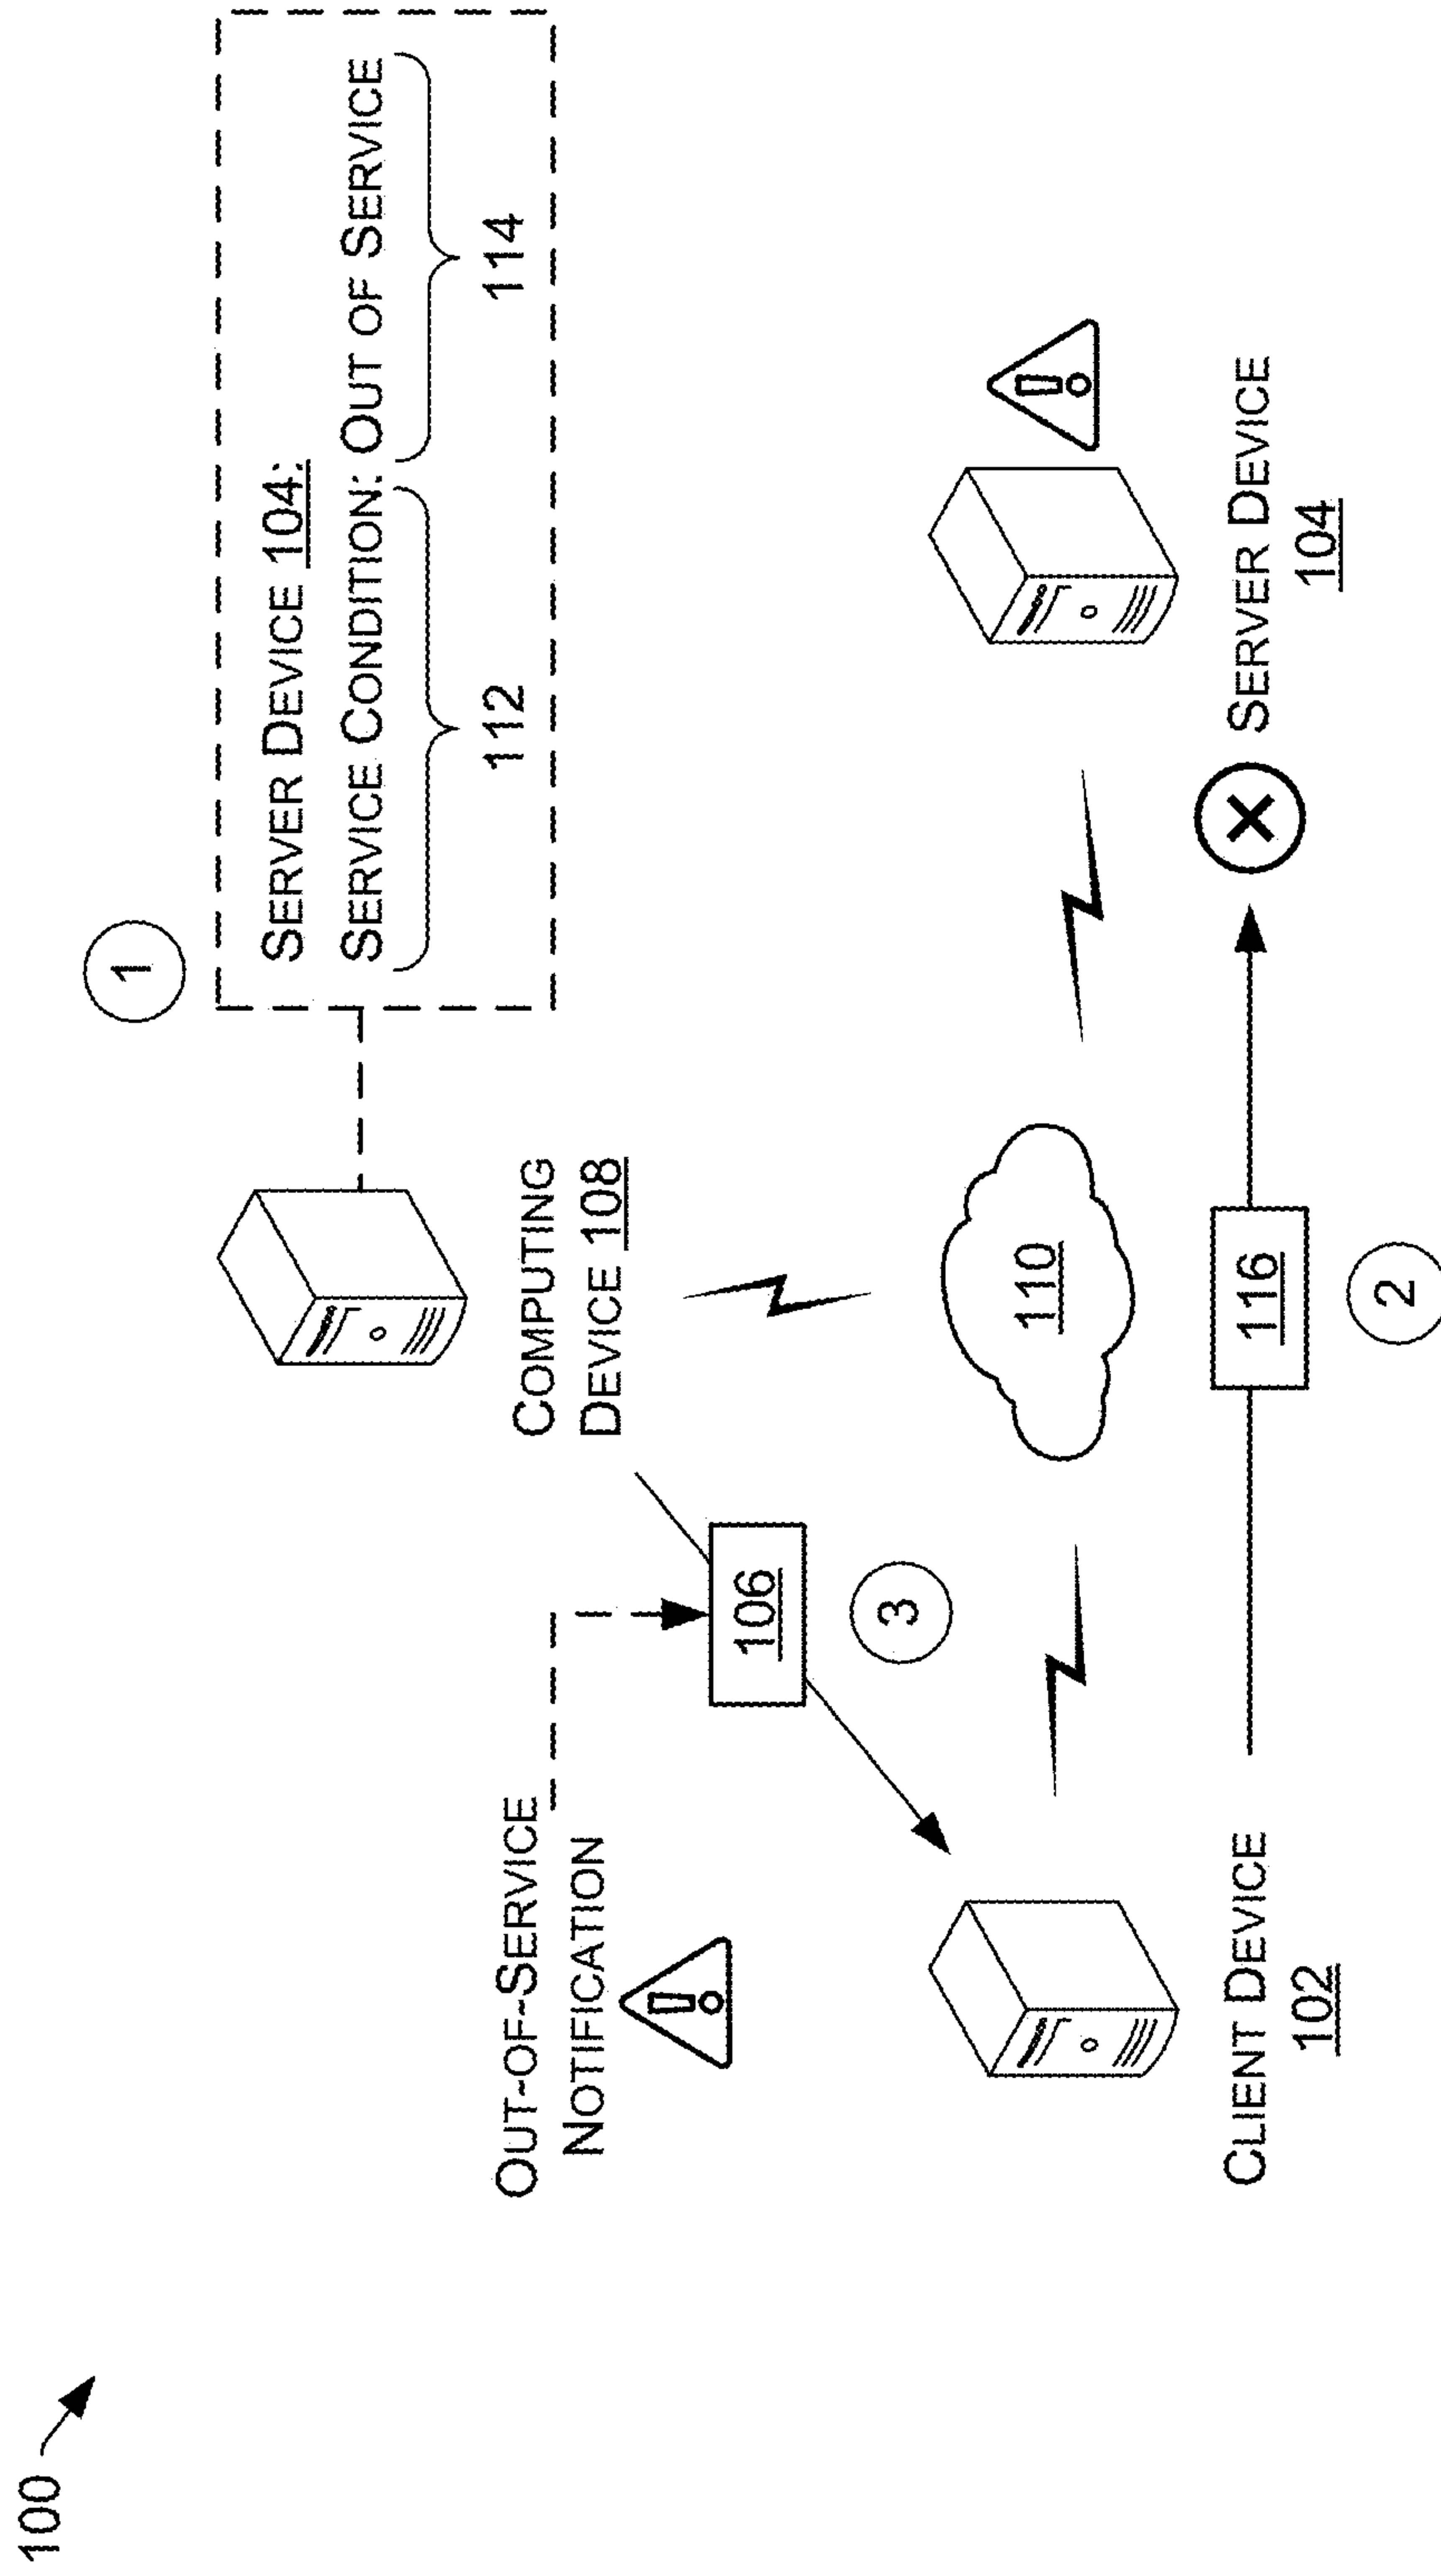 100
1
SERVER DEVICE 104:
SERVICE CONDITION: OUT OF SERVICE
112
114
OUT-OF-SERVICE
NOTIFICATION
COMPUTING
DEVICE 108
106
3
110
116
2
CLIENT DEVICE
102
SERVER DEVICE
104